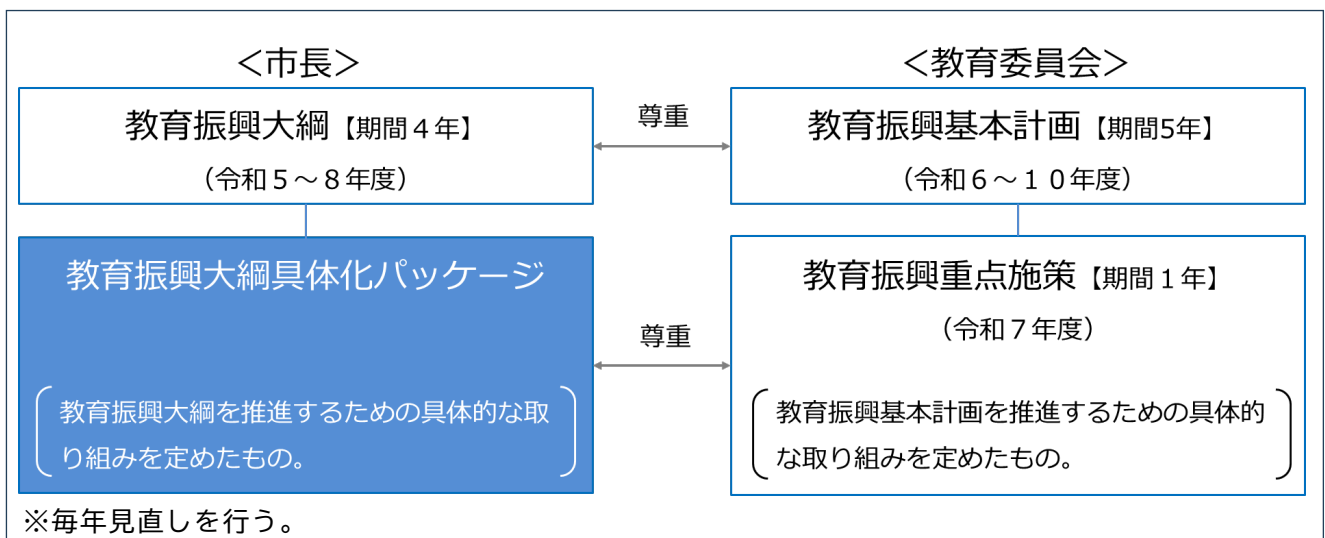 ＜市長＞
教育振興大綱【期間４年】
（令和５～８年度）
尊重
＜教育委員会＞
教育振興基本計画【期間5年】
（令和６～１０年度）
教育振興大綱具体化パッケージ
教育振興大綱を推進するための具体的な取
り組みを定めたもの。
尊重
教育振興重点施策【期間１年】
（令和７年度）
教育振興基本計画を推進するための具体的
な取り組みを定めたもの。
※毎年見直しを行う。